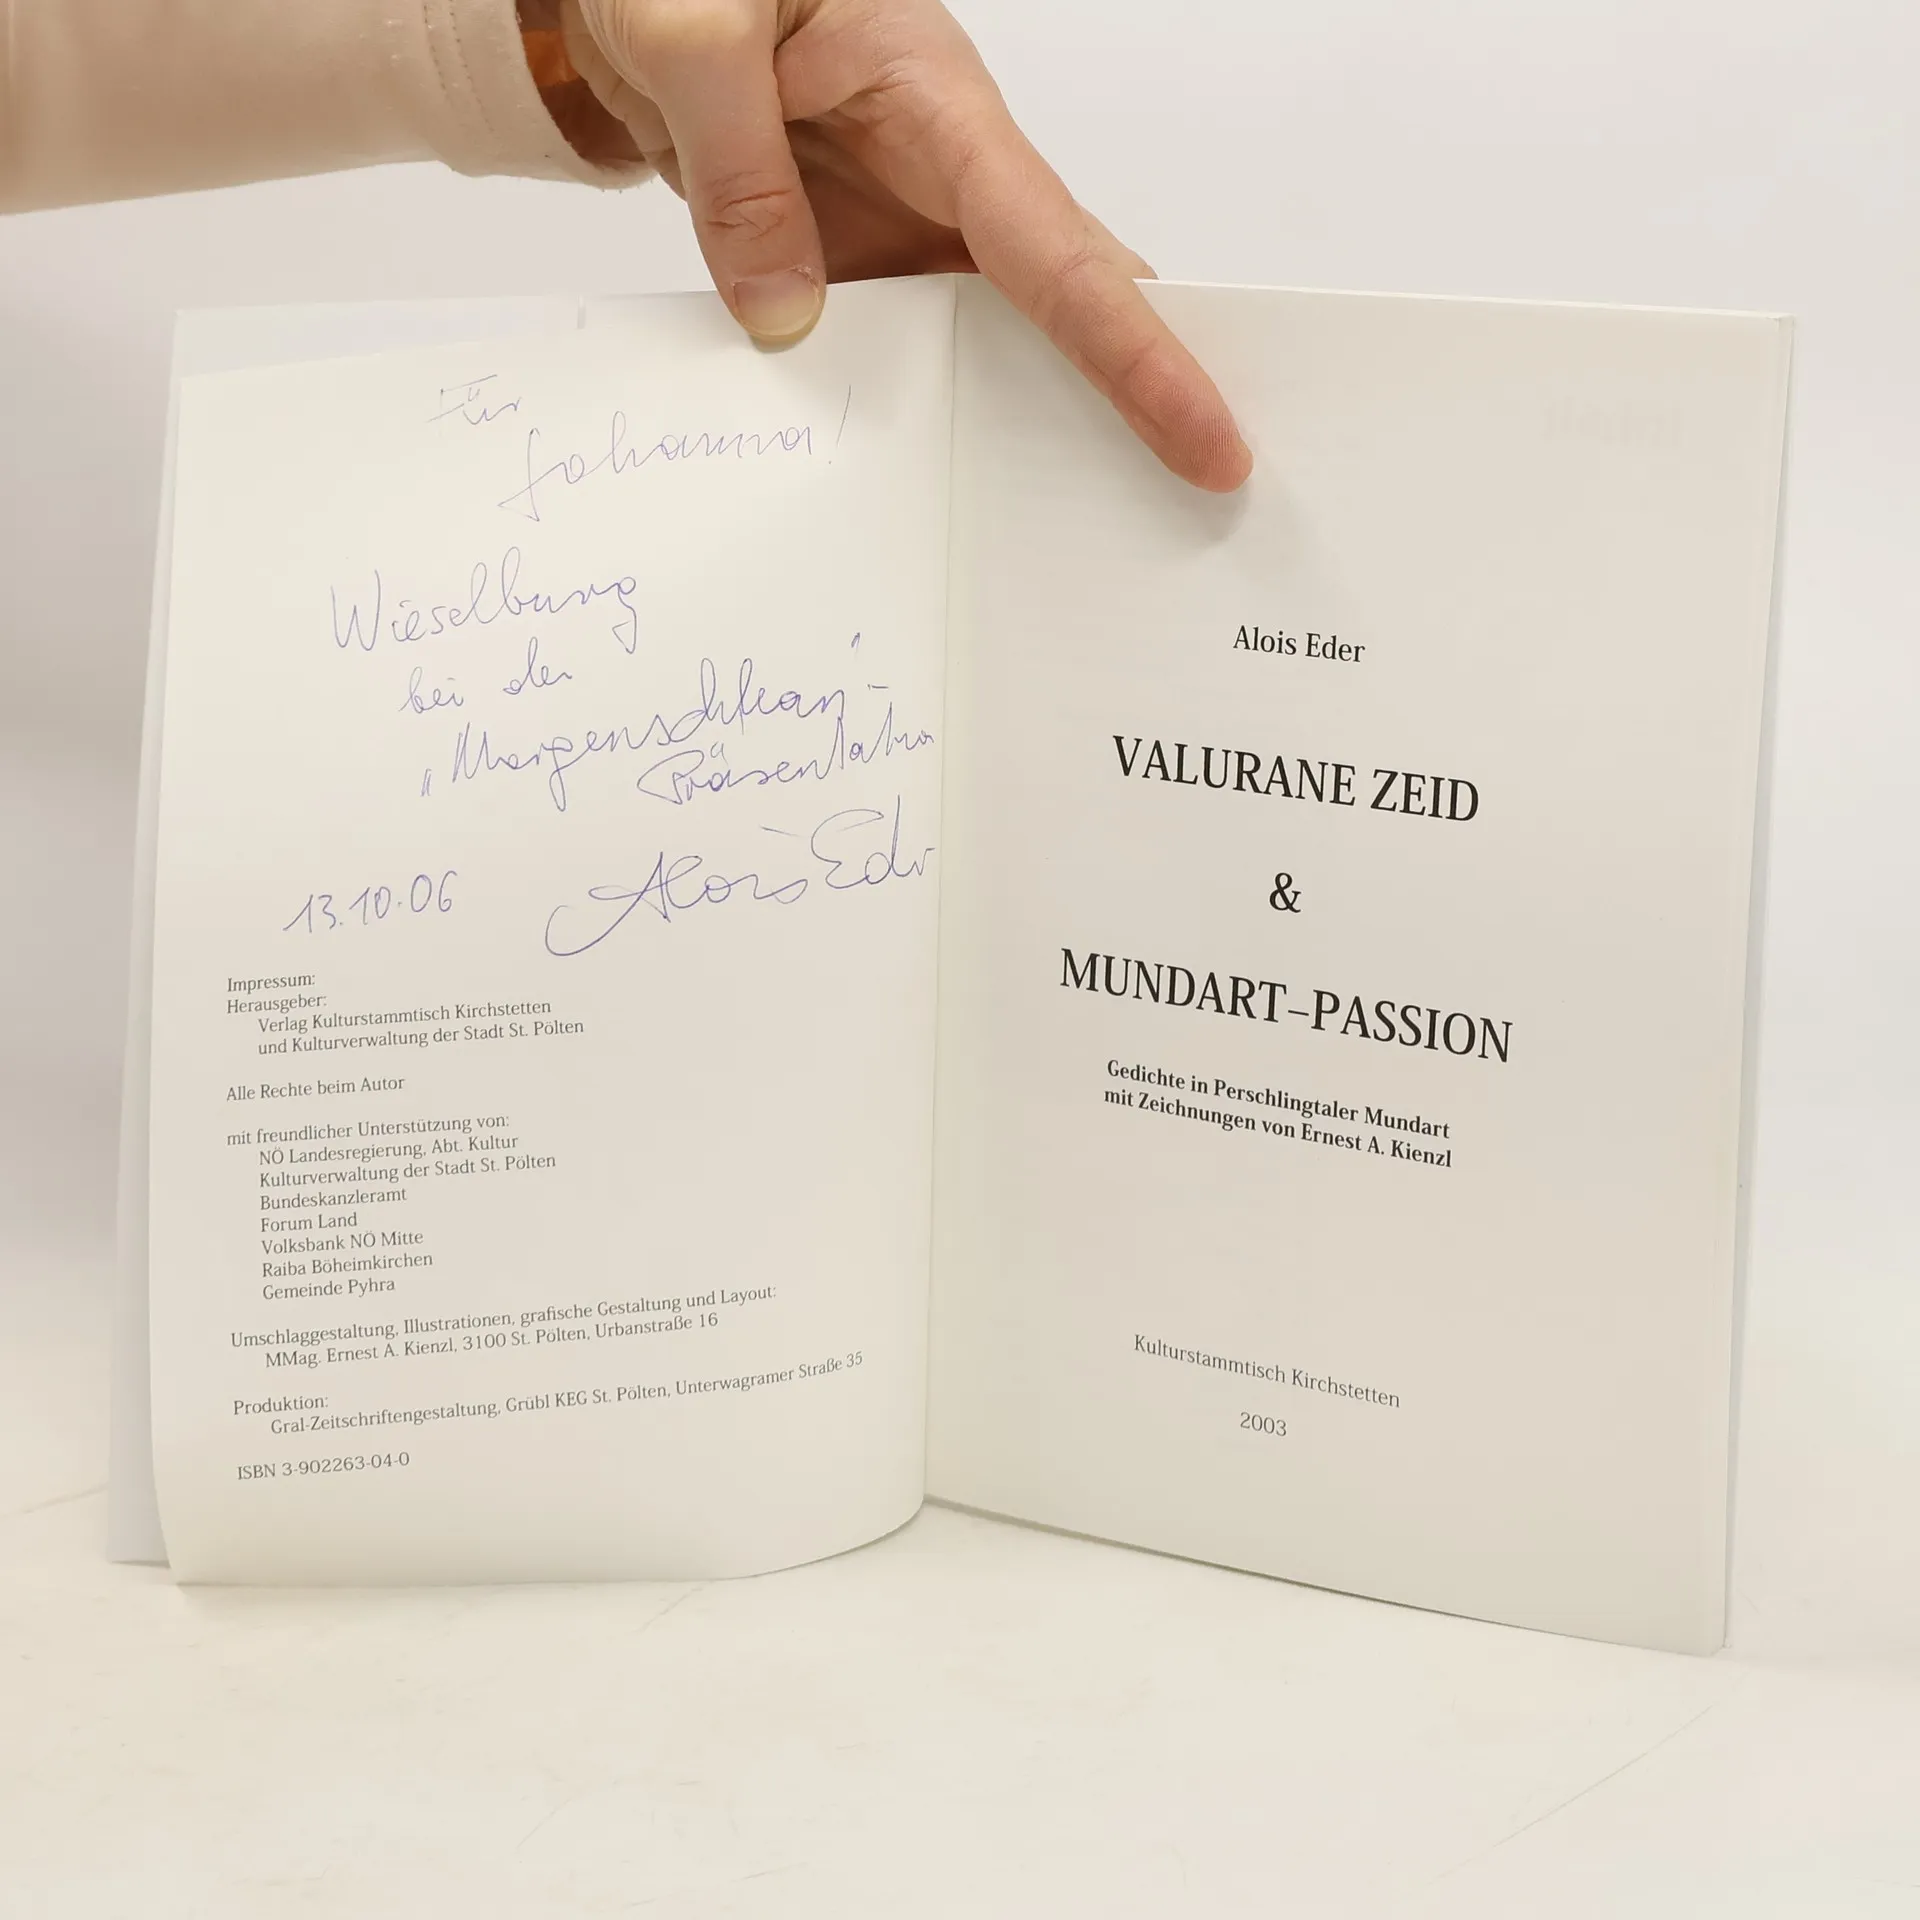 Für
Johanna!
Wieselburg
bei der
„Morgenschtean"-
Präsentation
13.10.06
Alois Eder
Impressum:
Herausgeber:
Verlag Kulturstammtisch Kirchstetten
und Kulturverwaltung der Stadt St. Pölten
Alle Rechte beim Autor
mit freundlicher Unterstützung von:
NÖ Landesregierung, Abt. Kultur
Kulturverwaltung der Stadt St. Pölten
Bundeskanzleramt
Forum Land
Volksbank NÖ Mitte
Raiba Böheimkirchen
Gemeinde Pyhra
Umschlaggestaltung, Illustrationen, grafische Gestaltung und Layout:
MMag. Ernest A. Kienzl, 3100 St. Pölten, Urbanstraße 16
Produktion:
Gral-Zeitschriftengestaltung, Grübl KEG St. Pölten, Unterwagramer Straße 35
ISBN 3-902263-04-0
Alois Eder
VALURANE ZEID
&
MUNDART-PASSION
Gedichte in Perschlingtaler Mundart
mit Zeichnungen von Ernest A. Kienzl
Kulturstammtisch Kirchstetten
2003